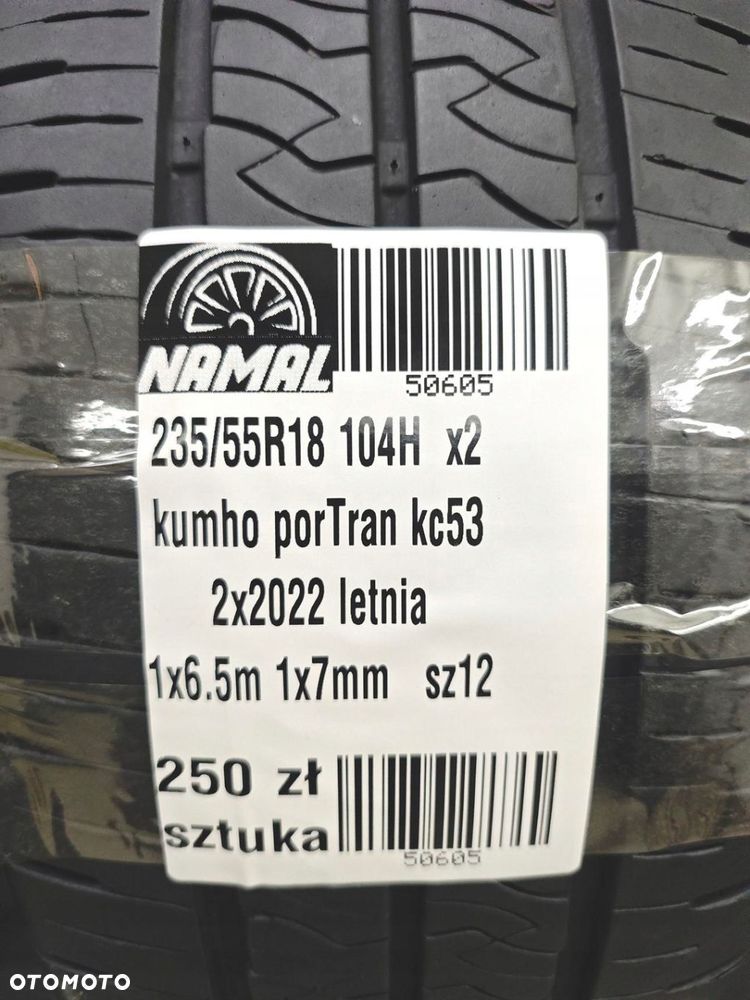 NAMAL
50605
235/55R18 104H x2
kumho porTran kc53
2x2022 letnia
1x6.5m 1x7mm sz12
250 zł
sztuka
50605
OTOMOTO